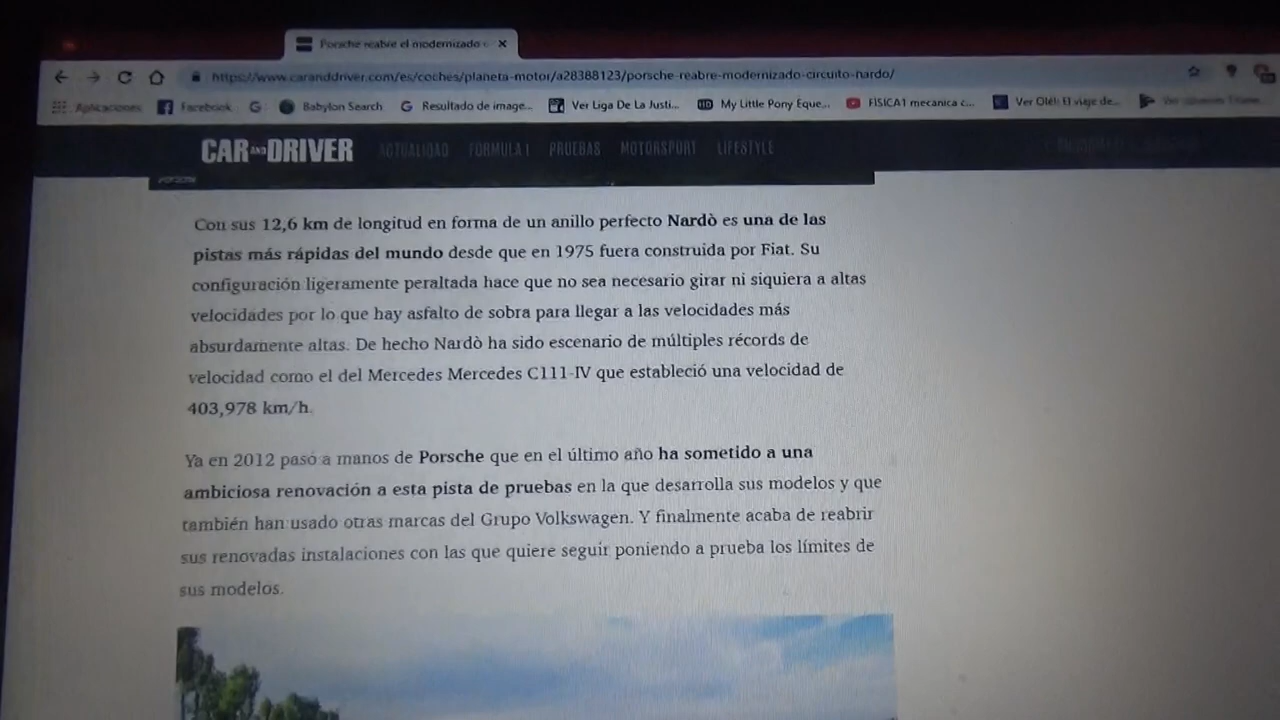 Porsche reabre el modernizado
https://www.caranddriver.com/es/coches/planeta-motor/a28388123/porsche-reabre-modernizado-circuito-nardo/
Aplicaciones Facebook Babylon Search Resultado de image... Ver Liga De La Justi... My Little Pony Eque... FISICA1 mecanica c... Ver Olé! El viaje de...
CAR AND DRIVER ACTUALIDAD FÓRMULA 1 PRUEBAS MOTORSPORT LIFESTYLE
PORSCHE
Con sus 12,6 km de longitud en forma de un anillo perfecto Nardò es una de las
pistas más rápidas del mundo desde que en 1975 fuera construida por Fiat. Su
configuración ligeramente peraltada hace que no sea necesario girar ni siquiera a altas
velocidades por lo que hay asfalto de sobra para llegar a las velocidades más
absurdamente altas. De hecho Nardò ha sido escenario de múltiples récords de
velocidad como el del Mercedes Mercedes C111-IV que estableció una velocidad de
403,978 km/h.
Ya en 2012 pasó a manos de Porsche que en el último año ha sometido a una
ambiciosa renovación a esta pista de pruebas en la que desarrolla sus modelos y que
también han usado otras marcas del Grupo Volkswagen. Y finalmente acaba de reabrir
sus renovadas instalaciones con las que quiere seguir poniendo a prueba los límites de
sus modelos.